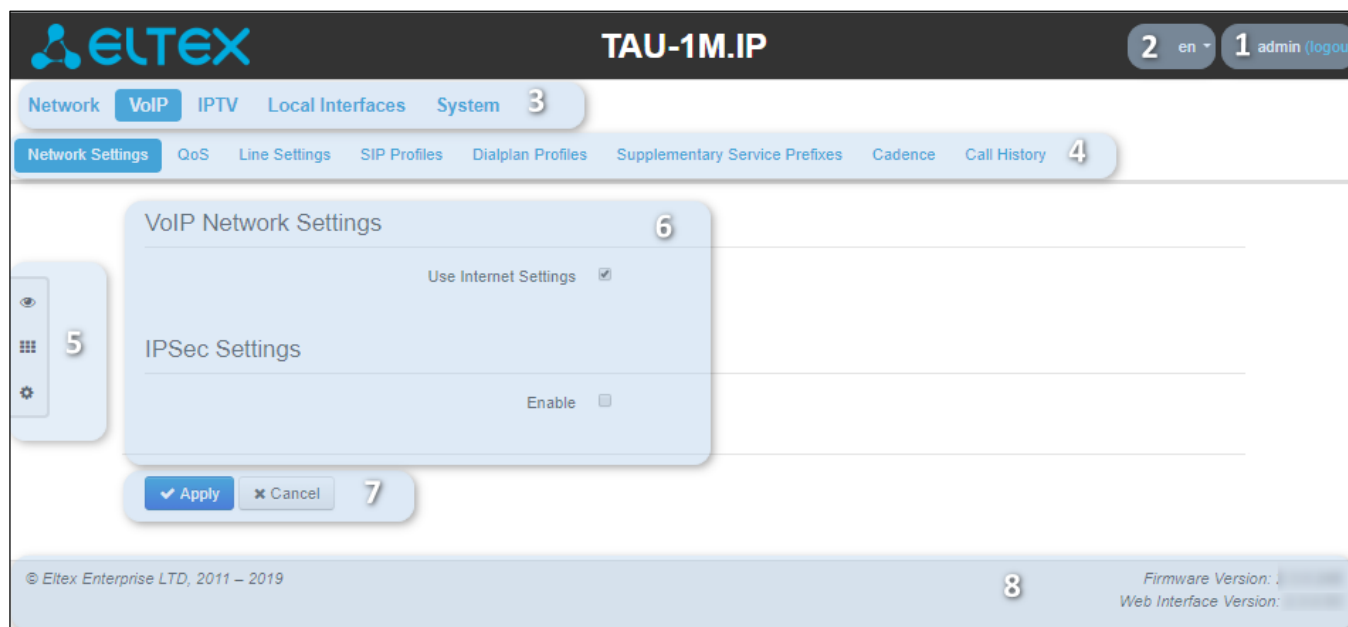 ELTEX TAU-1M.IP 2 en 1 admin (logou
Network VoIP IPTV Local Interfaces System 3
Network Settings QoS Line Settings SIP Profiles Dialplan Profiles Supplementary Service Prefixes Cadence Call History 4
VoIP Network Settings 6
Use Internet Settings
5
IPSec Settings
Enable
Apply Cancel 7
© Eltex Enterprise LTD, 2011 – 2019 8 Firmware Version:
Web Interface Version: